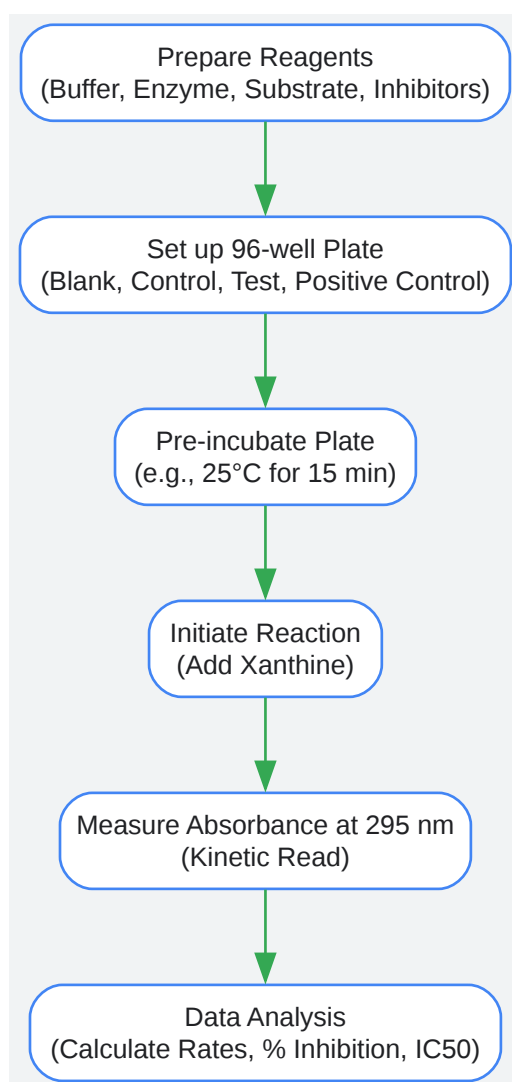 Prepare Reagents
(Buffer, Enzyme, Substrate, Inhibitors)
Set up 96-well Plate
(Blank, Control, Test, Positive Control)
Pre-incubate Plate
(e.g., 25°C for 15 min)
Initiate Reaction
(Add Xanthine)
Measure Absorbance at 295 nm
(Kinetic Read)
Data Analysis
(Calculate Rates, % Inhibition, IC50)